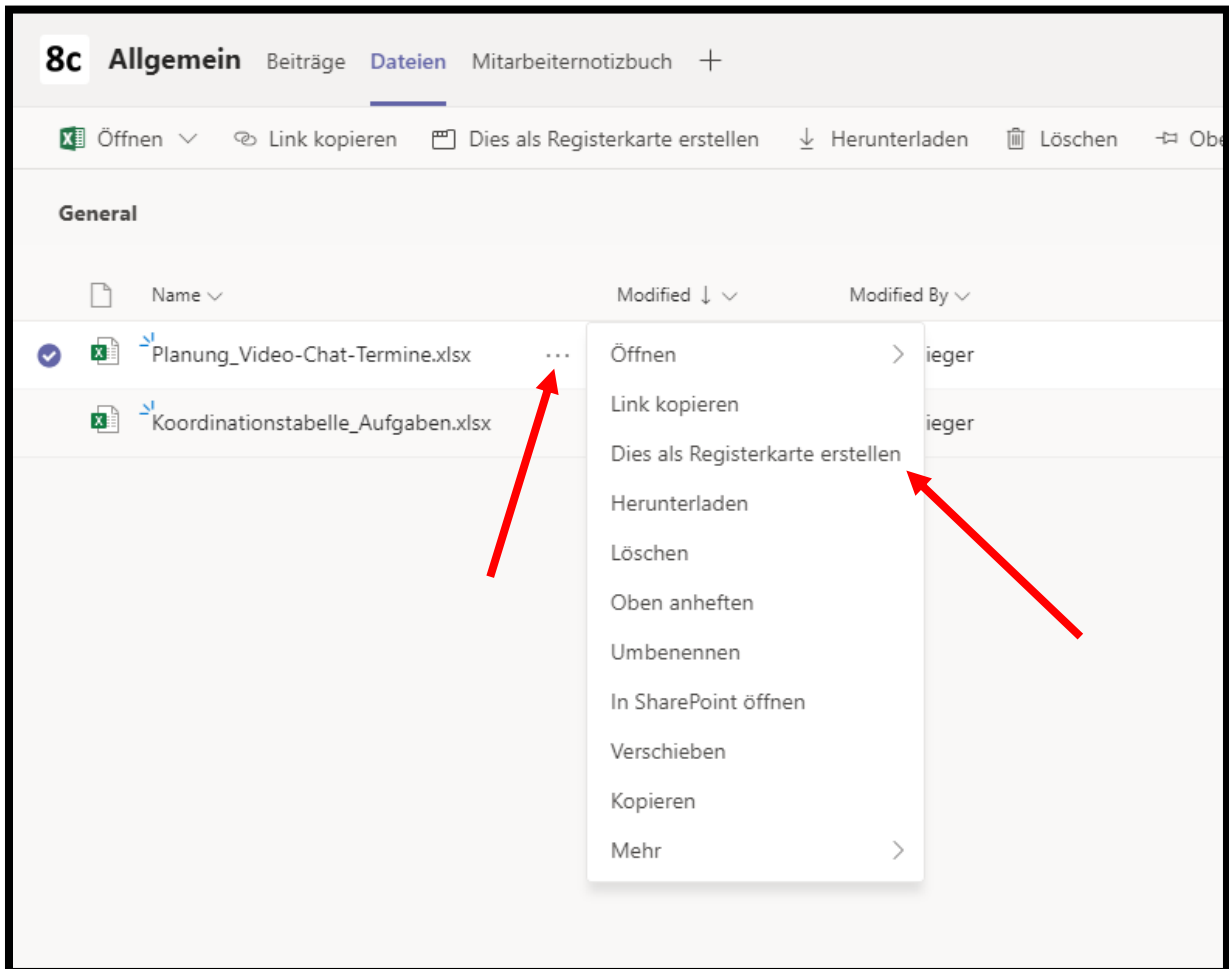 8c Allgemein Beiträge Dateien Mitarbeiternotizbuch +
Öffnen Link kopieren Dies als Registerkarte erstellen Herunterladen Löschen
General
Name Modified Modified By
Planung_Video-Chat-Termine.xlsx ... Öffnen
Link kopieren
Koordinationstabelle_Aufgaben.xlsx
Dies als Registerkarte erstellen
Herunterladen
Löschen
Oben anheften
Umbenennen
In SharePoint öffnen
Verschieben
Kopieren
Mehr